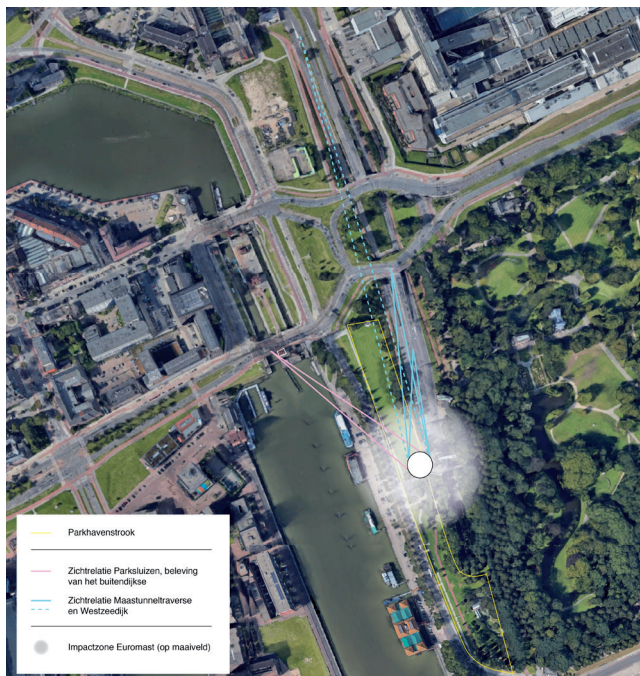 Parkhavenstrook
Zichtrelatie Parksluizen, beleving
van het buitendijkse
Zichtrelatie Maastunneltraverse
en Westzeedijk
Impactzone Euromast (op maaiveld)